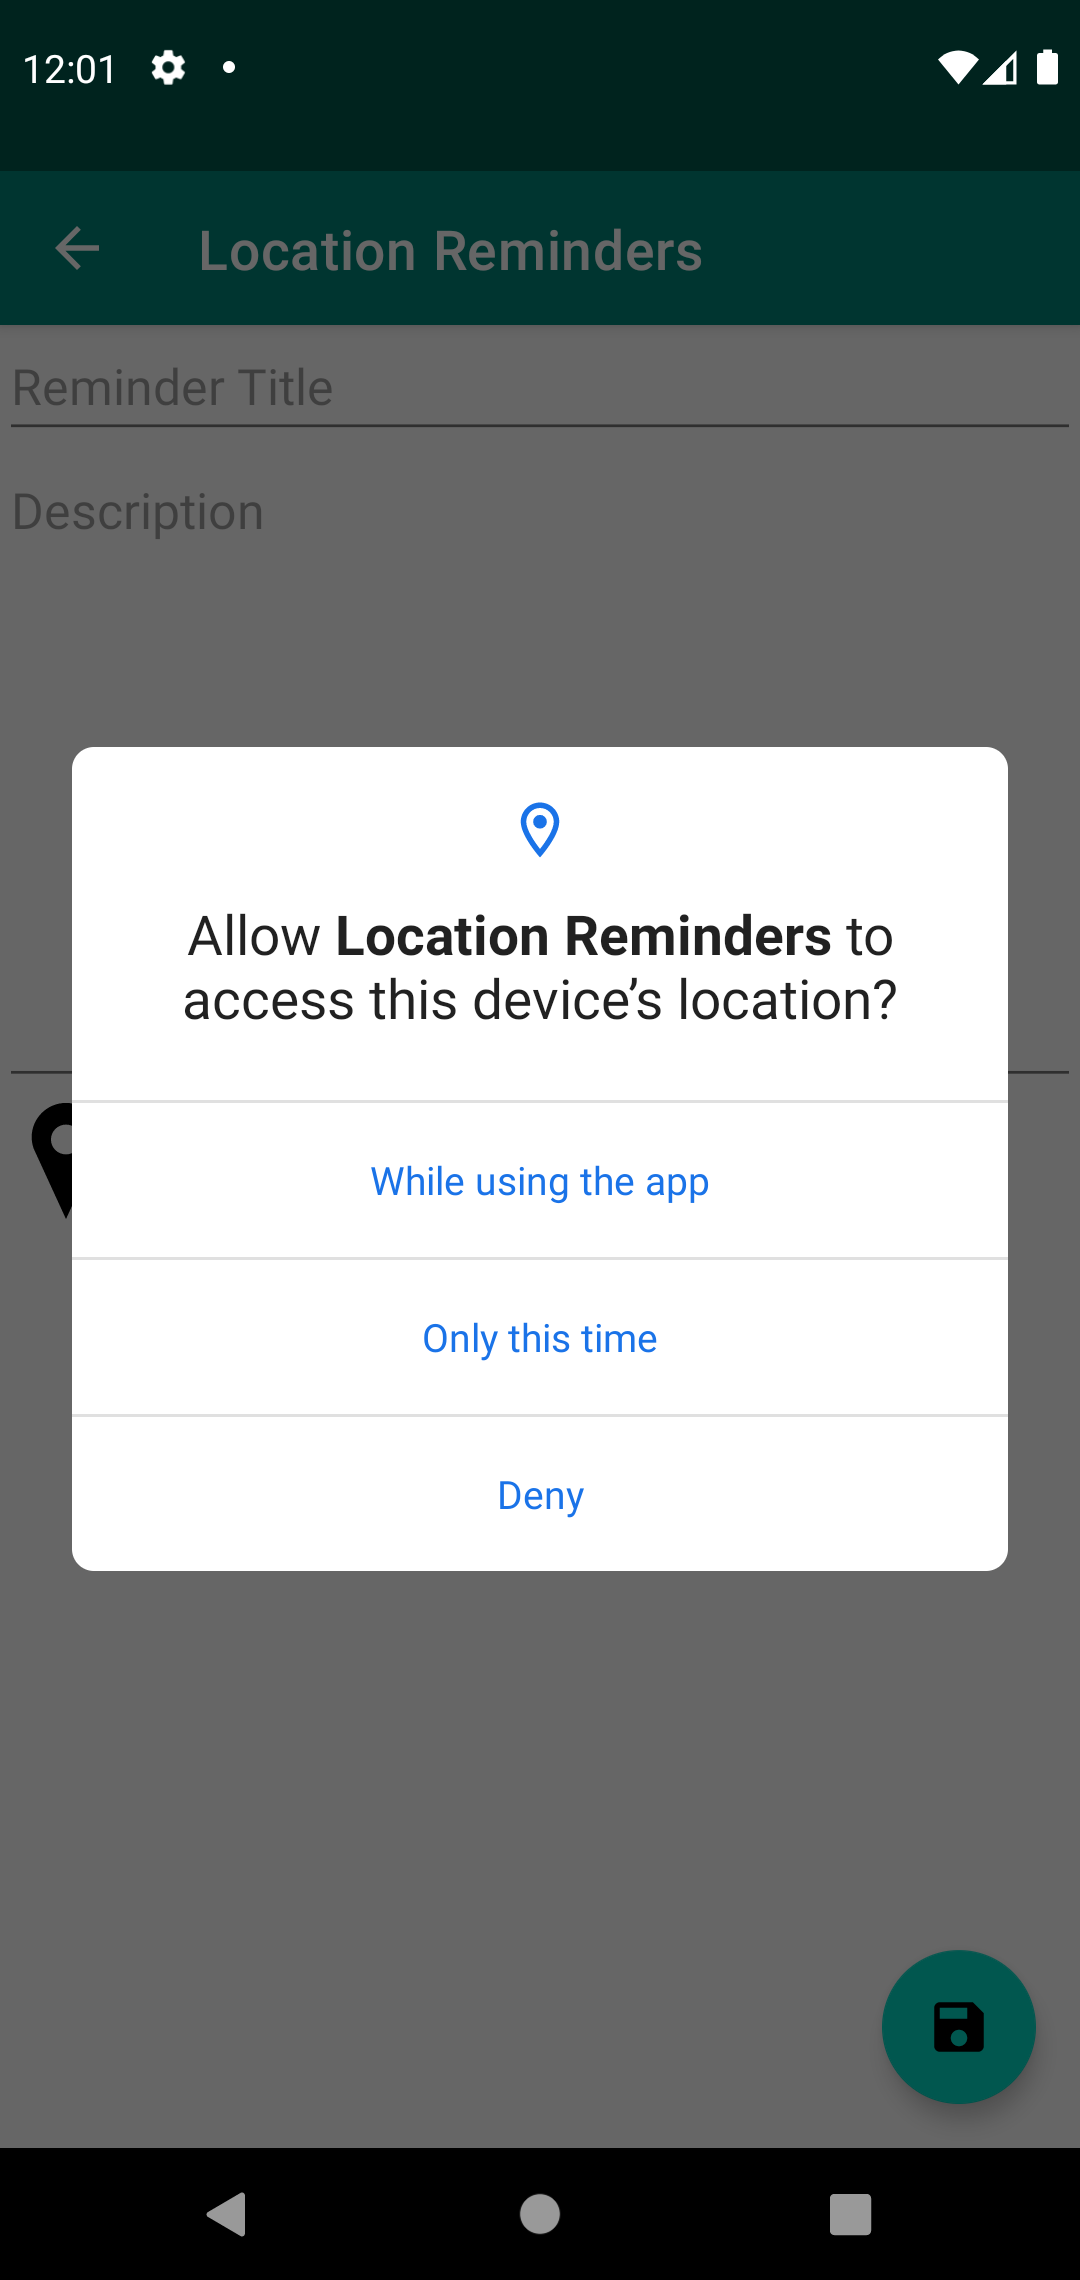 12:01
Location Reminders
Reminder Title
Description
Allow Location Reminders to
access this device’s location?
While using the app
Only this time
Deny